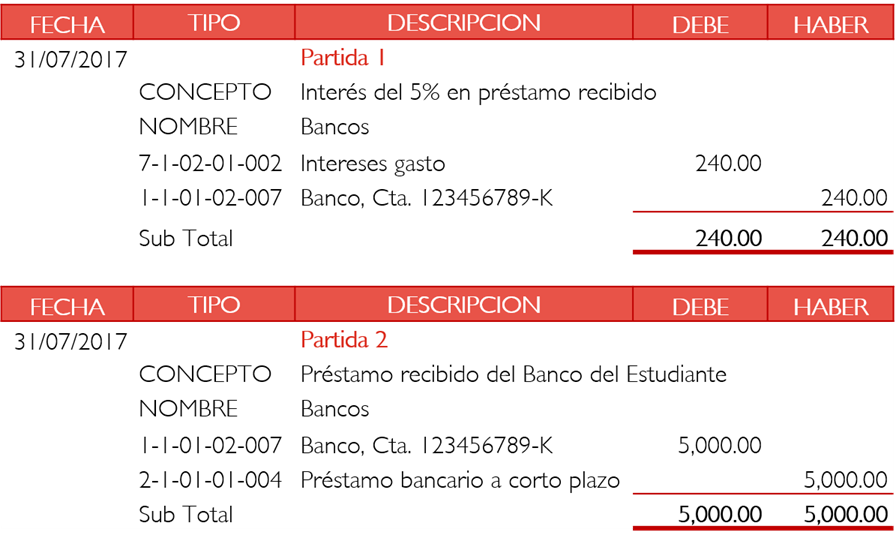 FECHA TIPO DESCRIPCION DEBE HABER
31/07/2017 Partida 1
CONCEPTO Interés del 5% en préstamo recibido
NOMBRE Bancos
7-1-02-01-002 Intereses gasto 240.00
1-1-01-02-007 Banco, Cta. 123456789-K 240.00
Sub Total 240.00 240.00
FECHA TIPO DESCRIPCION DEBE HABER
31/07/2017 Partida 2
CONCEPTO Préstamo recibido del Banco del Estudiante
NOMBRE Bancos
1-1-01-02-007 Banco, Cta. 123456789-K 5,000.00
2-1-01-01-004 Préstamo bancario a corto plazo 5,000.00
Sub Total 5,000.00 5,000.00